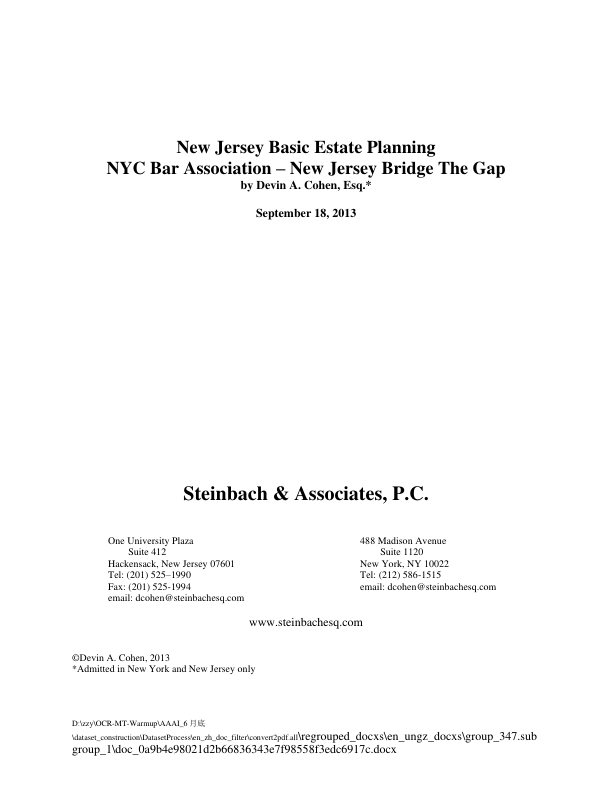 New Jersey Basic Estate Planning
NYC Bar Association – New Jersey Bridge The Gap
by Devin A. Cohen, Esq.*
September 18, 2013
Steinbach & Associates, P.C.
One University Plaza
Suite 412
Hackensack, New Jersey 07601
Tel: (201) 525–1990
Fax: (201) 525-1994
email: dcohen@steinbachesq.com
488 Madison Avenue
Suite 1120
New York, NY 10022
Tel: (212) 586-1515
email: dcohen@steinbachesq.com
www.steinbachesq.com
©Devin A. Cohen, 2013
*Admitted in New York and New Jersey only
D:\zzy\OCR-MT-Warmup\AAAI_6 月底
\dataset_construction\DatasetProcess\en_zh_doc_filter\convert2pdf.all\regrouped_docxs\en_ungz_docxs\group_347.sub
group_1\doc_0a9b4e98021d2b66836343e7f98558f3edc6917c.docx